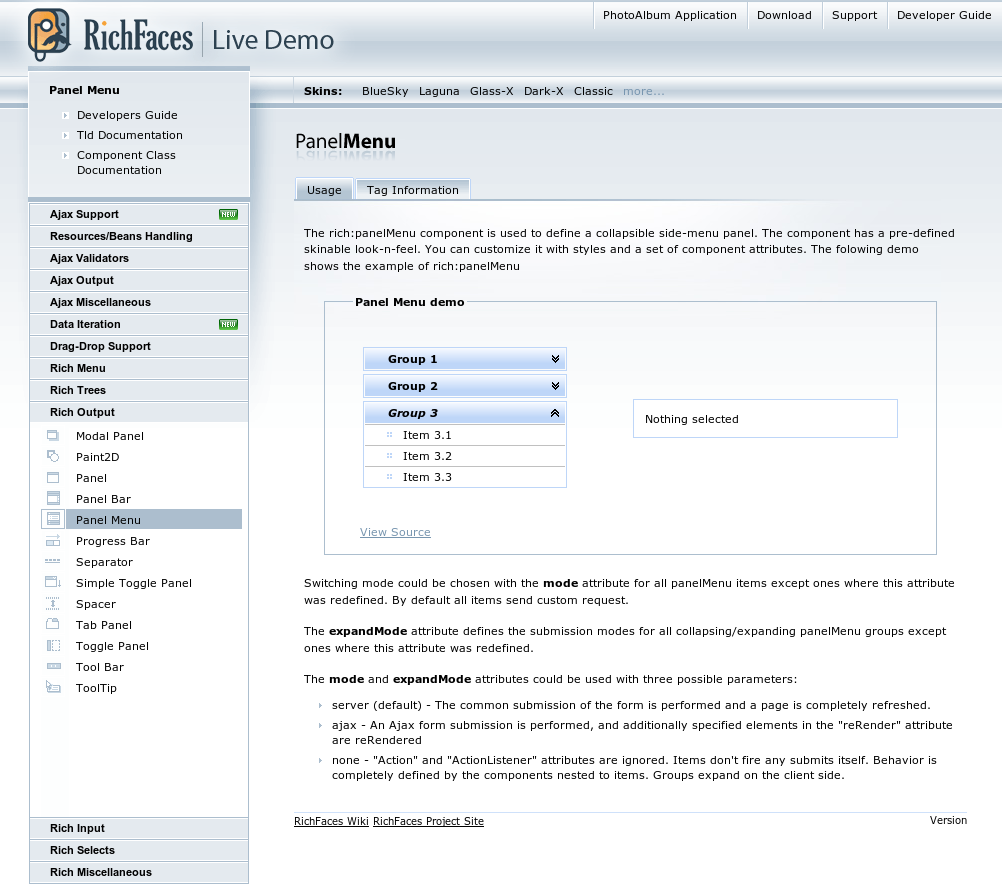 PhotoAlbum Application Download Support Developer Guide
RichFaces Live Demo
Panel Menu
Developers Guide
Tld Documentation
Component Class
Documentation
Skins: BlueSky Laguna Glass-X Dark-X Classic more...
Ajax Support NEW
Resources/Beans Handling
Ajax Validators
Ajax Output
Ajax Miscellaneous
Data Iteration NEW
Drag-Drop Support
Rich Menu
Rich Trees
Rich Output
Modal Panel
Paint2D
Panel
Panel Bar
Panel Menu
Progress Bar
Separator
Simple Toggle Panel
Spacer
Tab Panel
Toggle Panel
Tool Bar
ToolTip
Rich Input
Rich Selects
Rich Miscellaneous
PanelMenu
Usage Tag Information
The rich:panelMenu component is used to define a collapsible side-menu panel. The component has a pre-defined
skinable look-n-feel. You can customize it with styles and a set of component attributes. The folowing demo
shows the example of rich:panelMenu
Panel Menu demo
Group 1
Group 2
Group 3
Item 3.1
Item 3.2
Item 3.3
Nothing selected
View Source
Switching mode could be chosen with the mode attribute for all panelMenu items except ones where this attribute
was redefined. By default all items send custom request.
The expandMode attribute defines the submission modes for all collapsing/expanding panelMenu groups except
ones where this attribute was redefined.
The mode and expandMode attributes could be used with three possible parameters:
server (default) - The common submission of the form is performed and a page is completely refreshed.
ajax - An Ajax form submission is performed, and additionally specified elements in the "reRender" attribute
are reRendered
none - "Action" and "ActionListener" attributes are ignored. Items don't fire any submits itself. Behavior is
completely defined by the components nested to items. Groups expand on the client side.
RichFaces Wiki RichFaces Project Site Version